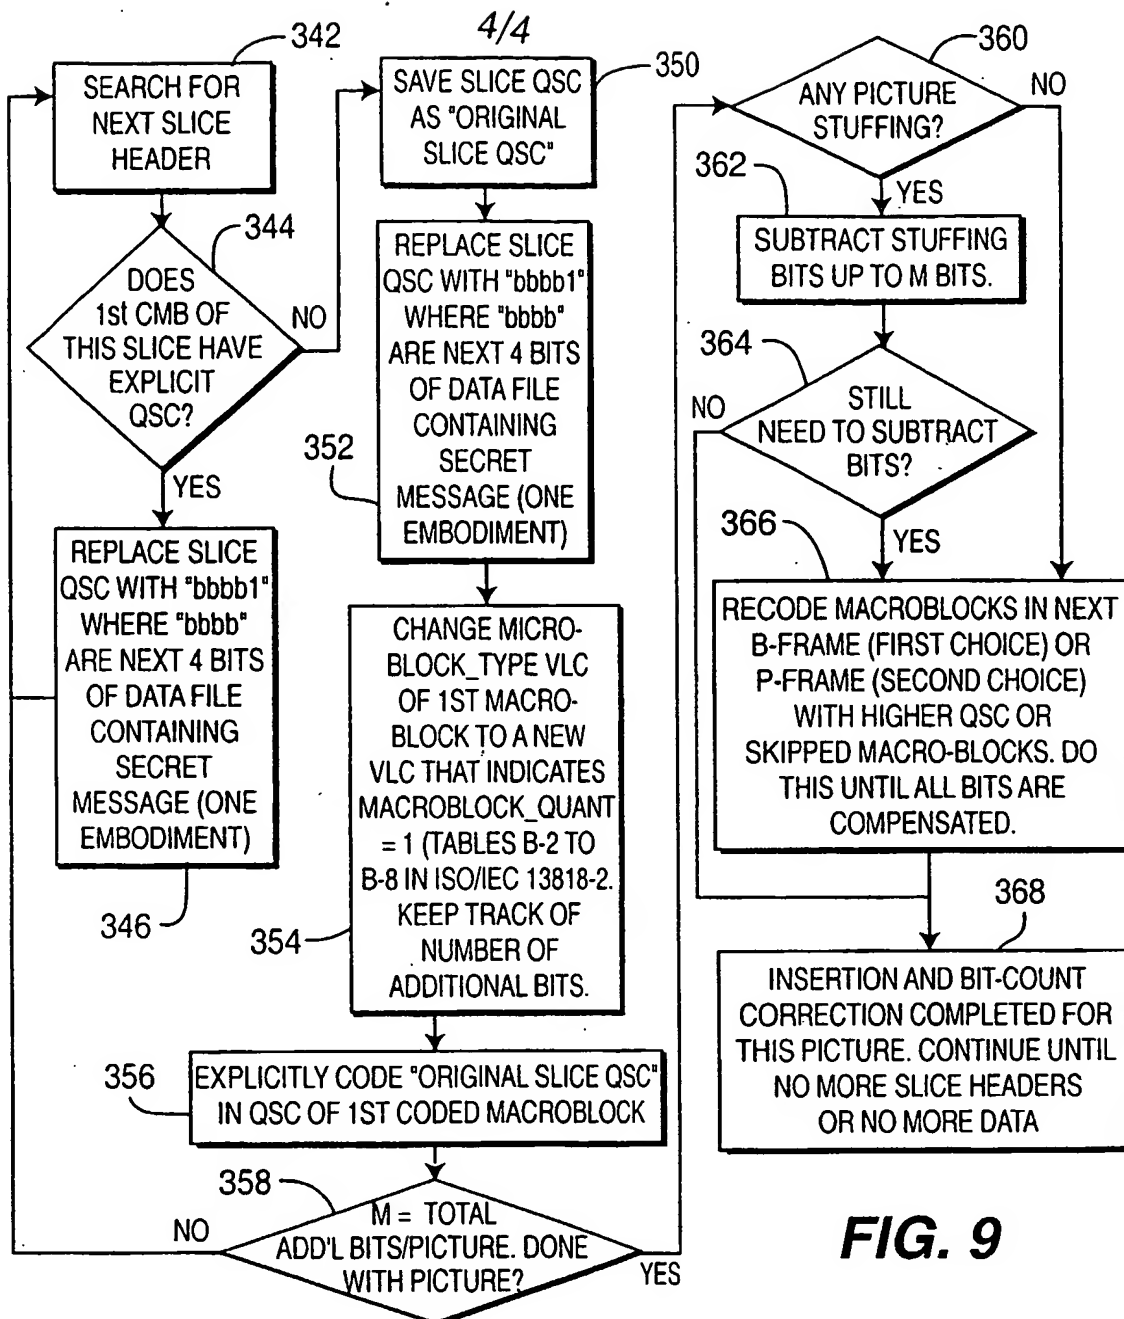 4/4
342
SEARCH FOR
NEXT SLICE
HEADER
344
DOES
1st CMB OF
THIS SLICE HAVE
EXPLICIT
QSC?
NO
YES
REPLACE SLICE
QSC WITH "bbbb1"
WHERE "bbbb"
ARE NEXT 4 BITS
OF DATA FILE
CONTAINING
SECRET
MESSAGE (ONE
EMBODIMENT)
346
350
SAVE SLICE QSC
AS "ORIGINAL
SLICE QSC"
REPLACE SLICE
QSC WITH "bbbb1"
WHERE "bbbb"
ARE NEXT 4 BITS
OF DATA FILE
CONTAINING
SECRET
MESSAGE (ONE
EMBODIMENT)
352
CHANGE MICRO-
BLOCK_TYPE VLC
OF 1ST MACRO-
BLOCK TO A NEW
VLC THAT INDICATES
MACROBLOCK_QUANT
= 1 (TABLES B-2 TO
B-8 IN ISO/IEC 13818-2.
KEEP TRACK OF
NUMBER OF
ADDITIONAL BITS.
354
356
EXPLICITLY CODE "ORIGINAL SLICE QSC"
IN QSC OF 1ST CODED MACROBLOCK
358
M = TOTAL
ADD'L BITS/PICTURE. DONE
WITH PICTURE?
NO
YES
360
ANY PICTURE
STUFFING?
NO
YES
362
SUBTRACT STUFFING
BITS UP TO M BITS.
364
STILL
NEED TO SUBTRACT
BITS?
NO
YES
366
RECODE MACROBLOCKS IN NEXT
B-FRAME (FIRST CHOICE) OR
P-FRAME (SECOND CHOICE)
WITH HIGHER QSC OR
SKIPPED MACRO-BLOCKS. DO
THIS UNTIL ALL BITS ARE
COMPENSATED.
368
INSERTION AND BIT-COUNT
CORRECTION COMPLETED FOR
THIS PICTURE. CONTINUE UNTIL
NO MORE SLICE HEADERS
OR NO MORE DATA
FIG. 9